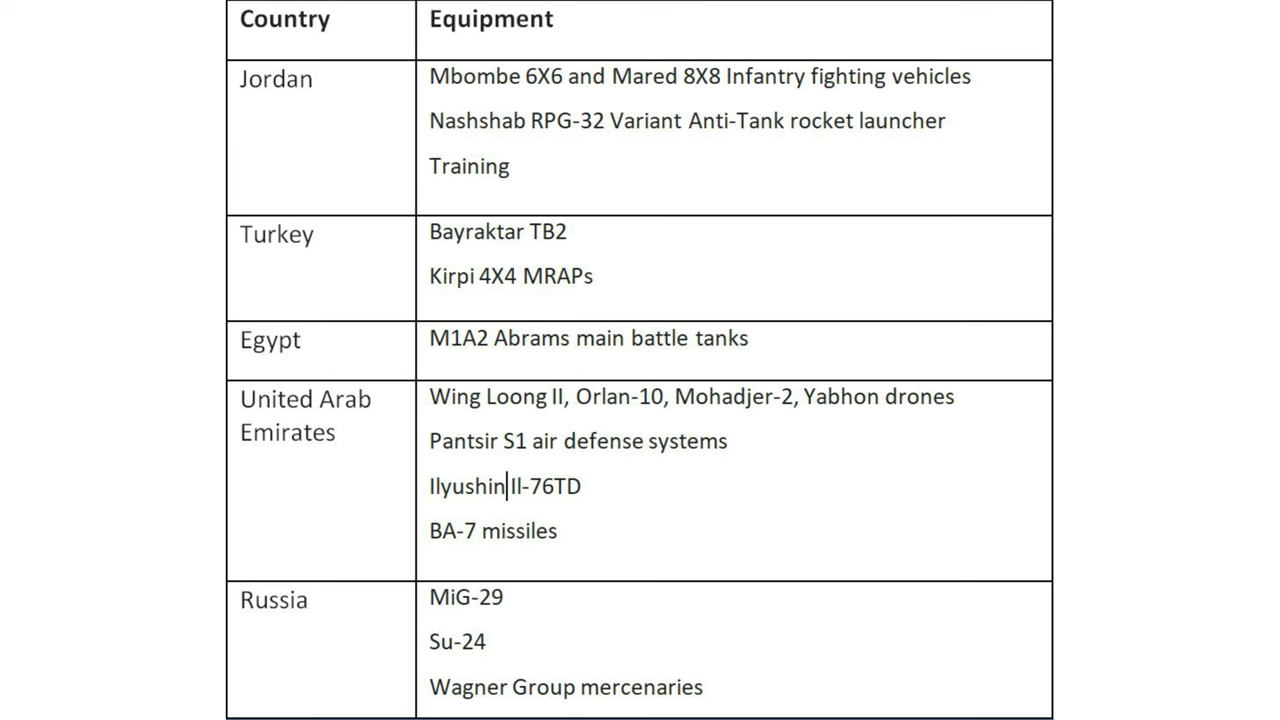 Country
Equipment
Jordan
Mbombe 6X6 and Mared 8X8 Infantry fighting vehicles
Nashshab RPG-32 Variant Anti-Tank rocket launcher
Training
Turkey
Bayraktar TB2
Kirpi 4X4 MRAPs
Egypt
M1A2 Abrams main battle tanks
United Arab
Emirates
Wing Loong II, Orlan-10, Mohadjer-2, Yabhon drones
Pantsir S1 air defense systems
Ilyushin Il-76TD
BA-7 missiles
Russia
MiG-29
Su-24
Wagner Group mercenaries